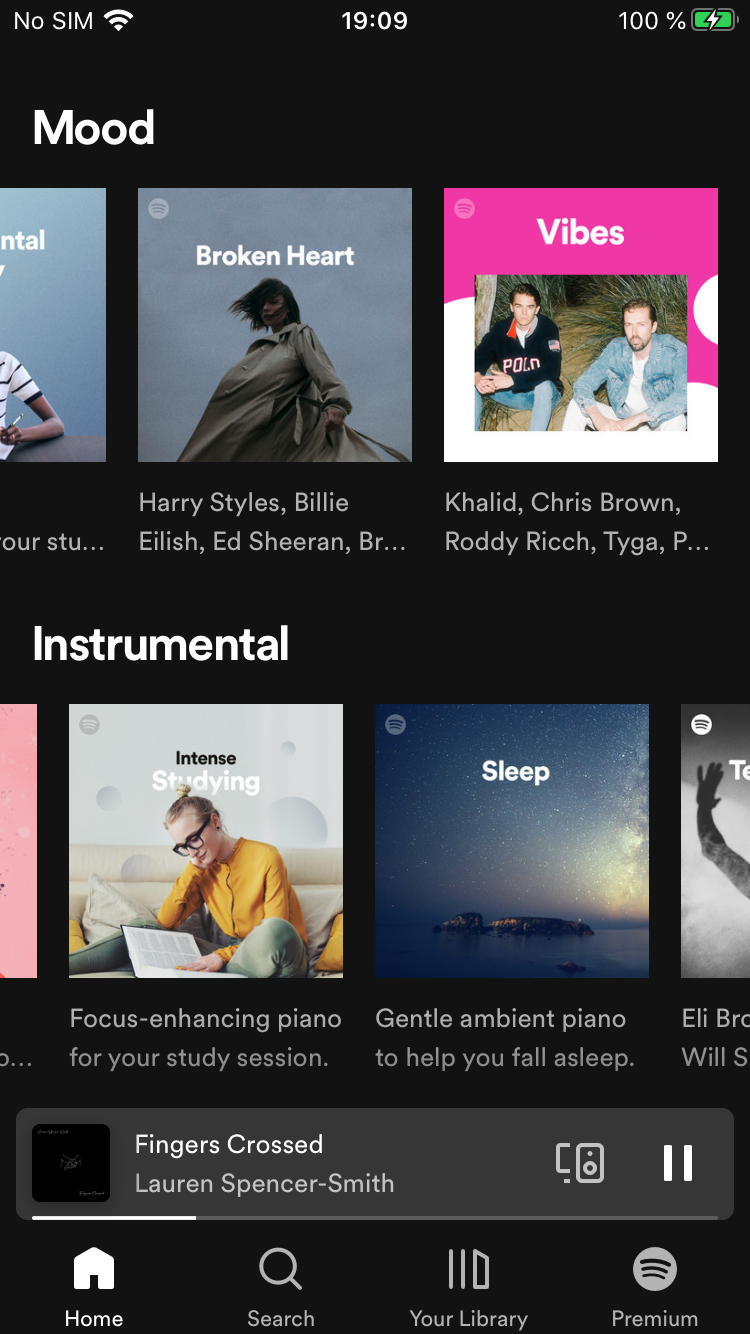 No SIM 19:09 100 %
Mood
ntal
Broken Heart
Vibes
POLO
Harry Styles, Billie
Khalid, Chris Brown,
our stu...
Eilish, Ed Sheeran, Br...
Roddy Ricch, Tyga, P...
Instrumental
Intense
Studying
Sleep
Te
Focus-enhancing piano
Gentle ambient piano
Eli Bro
o...
for your study session.
to help you fall asleep.
Will S
Fingers Crossed
Lauren Spencer-Smith
Home
Search
Your Library
Premium